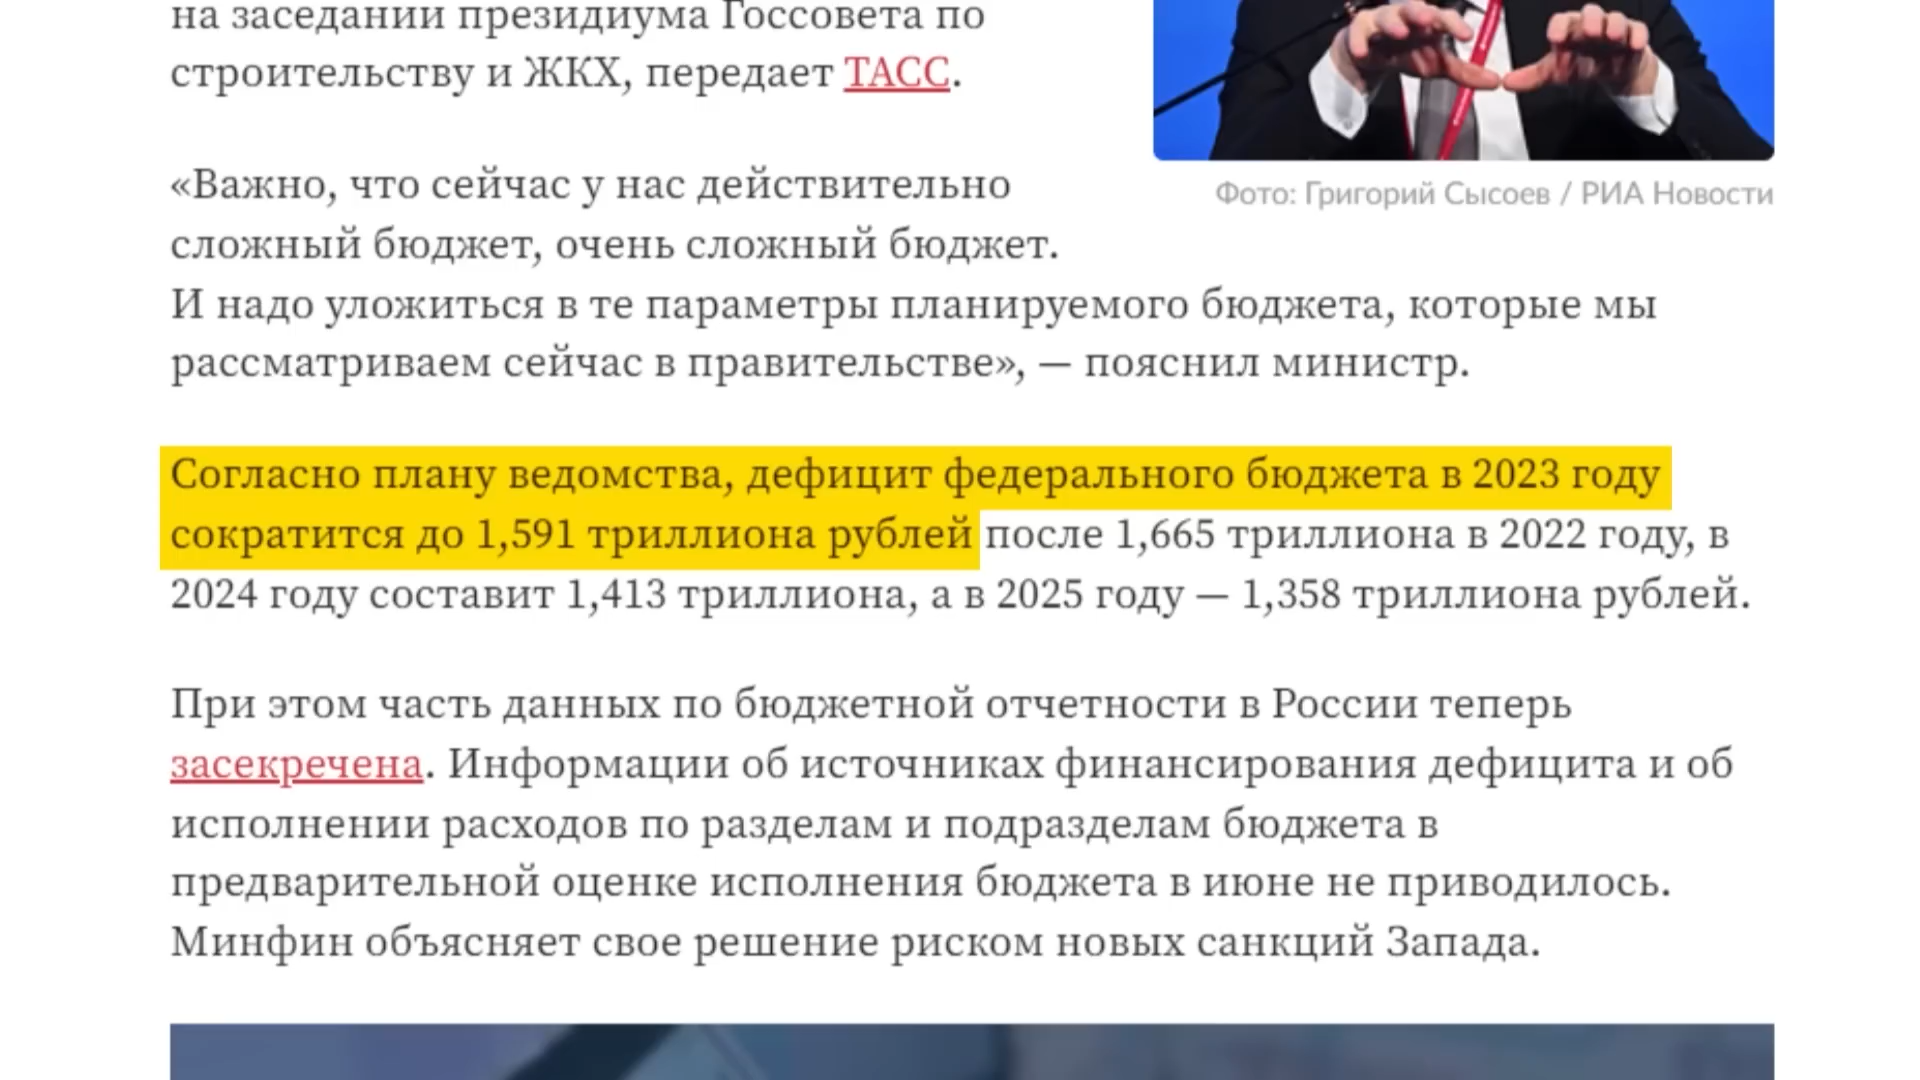 на заседании президиума Госсовета по
строительству и ЖКХ, передает ТАСС.
«Важно, что сейчас у нас действительно
сложный бюджет, очень сложный бюджет.
И надо уложиться в те параметры планируемого бюджета, которые мы
рассматриваем сейчас в правительстве», — пояснил министр.
Фото: Григорий Сысоев / РИА Новости
Согласно плану ведомства, дефицит федерального бюджета в 2023 году
сократится до 1,591 триллиона рублей после 1,665 триллиона в 2022 году, в
2024 году составит 1,413 триллиона, а в 2025 году — 1,358 триллиона рублей.
При этом часть данных по бюджетной отчетности в России теперь
засекречена. Информации об источниках финансирования дефицита и об
исполнении расходов по разделам и подразделам бюджета в
предварительной оценке исполнения бюджета в июне не приводилось.
Минфин объясняет свое решение риском новых санкций Запада.